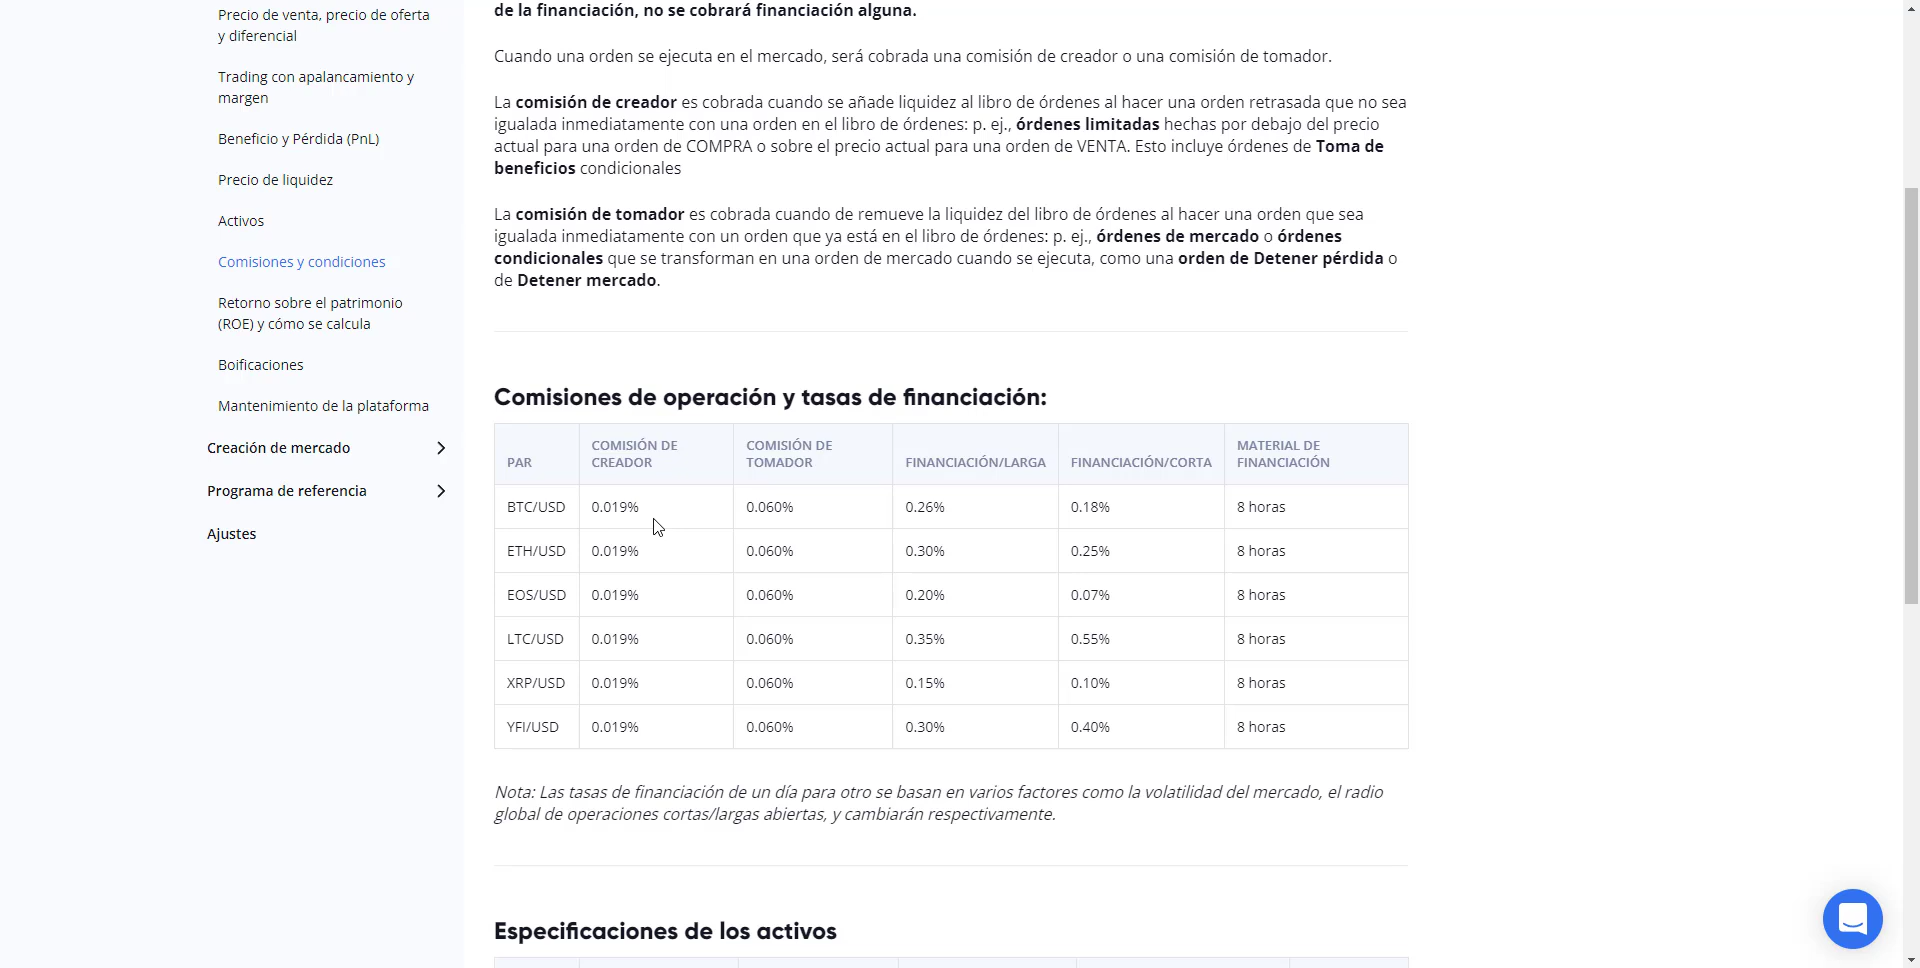 Precio de venta, precio de oferta
y diferencial
Trading con apalancamiento y
margen
Beneficio y Pérdida (PnL)
Precio de liquidez
Activos
Comisiones y condiciones
Retorno sobre el patrimonio
(ROE) y cómo se calcula
Boificaciones
Mantenimiento de la plataforma
Creación de mercado
Programa de referencia
Ajustes
de la financiación, no se cobrará financiación alguna.
Cuando una orden se ejecuta en el mercado, será cobrada una comisión de creador o una comisión de tomador.
La comisión de creador es cobrada cuando se añade liquidez al libro de órdenes al hacer una orden retrasada que no sea
igualada inmediatamente con una orden en el libro de órdenes: p. ej., órdenes limitadas hechas por debajo del precio
actual para una orden de COMPRA o sobre el precio actual para una orden de VENTA. Esto incluye órdenes de Toma de
beneficios condicionales
La comisión de tomador es cobrada cuando de remueve la liquidez del libro de órdenes al hacer una orden que sea
igualada inmediatamente con un orden que ya está en el libro de órdenes: p. ej., órdenes de mercado o órdenes
condicionales que se transforman en una orden de mercado cuando se ejecuta, como una orden de Detener pérdida o
de Detener mercado.
Comisiones de operación y tasas de financiación:
PAR COMISIÓN DE CREADOR COMISIÓN DE TOMADOR FINANCIACIÓN/LARGA FINANCIACIÓN/CORTA MATERIAL DE FINANCIACIÓN
BTC/USD 0.019% 0.060% 0.26% 0.18% 8 horas
ETH/USD 0.019% 0.060% 0.30% 0.25% 8 horas
EOS/USD 0.019% 0.060% 0.20% 0.07% 8 horas
LTC/USD 0.019% 0.060% 0.35% 0.55% 8 horas
XRP/USD 0.019% 0.060% 0.15% 0.10% 8 horas
YFI/USD 0.019% 0.060% 0.30% 0.40% 8 horas
Nota: Las tasas de financiación de un día para otro se basan en varios factores como la volatilidad del mercado, el radio
global de operaciones cortas/largas abiertas, y cambiarán respectivamente.
Especificaciones de los activos